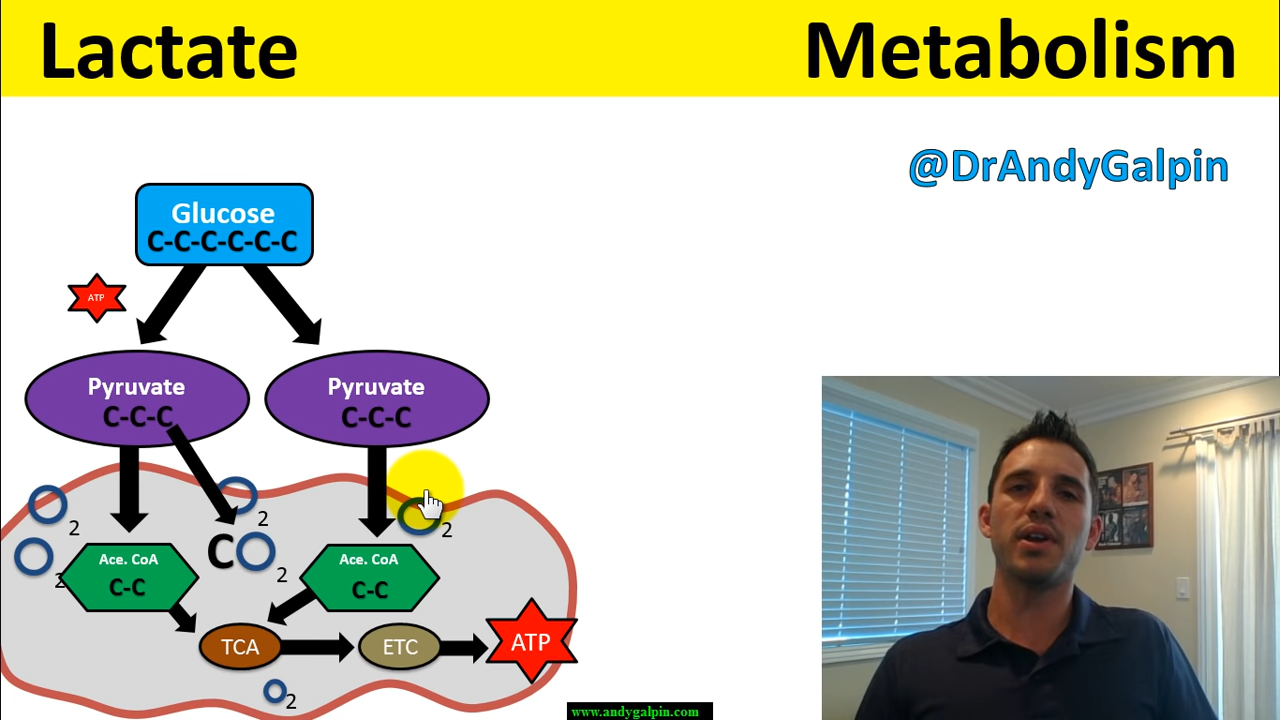 Lactate Metabolism
@DrAndyGalpin
Glucose
C-C-C-C-C-C
ATP
Pyruvate
C-C-C
Pyruvate
C-C-C
2
2
2
Ace. CoA
C-C
C
2
2
Ace. CoA
C-C
TCA
ETC
ATP
2
www.andygalpin.com